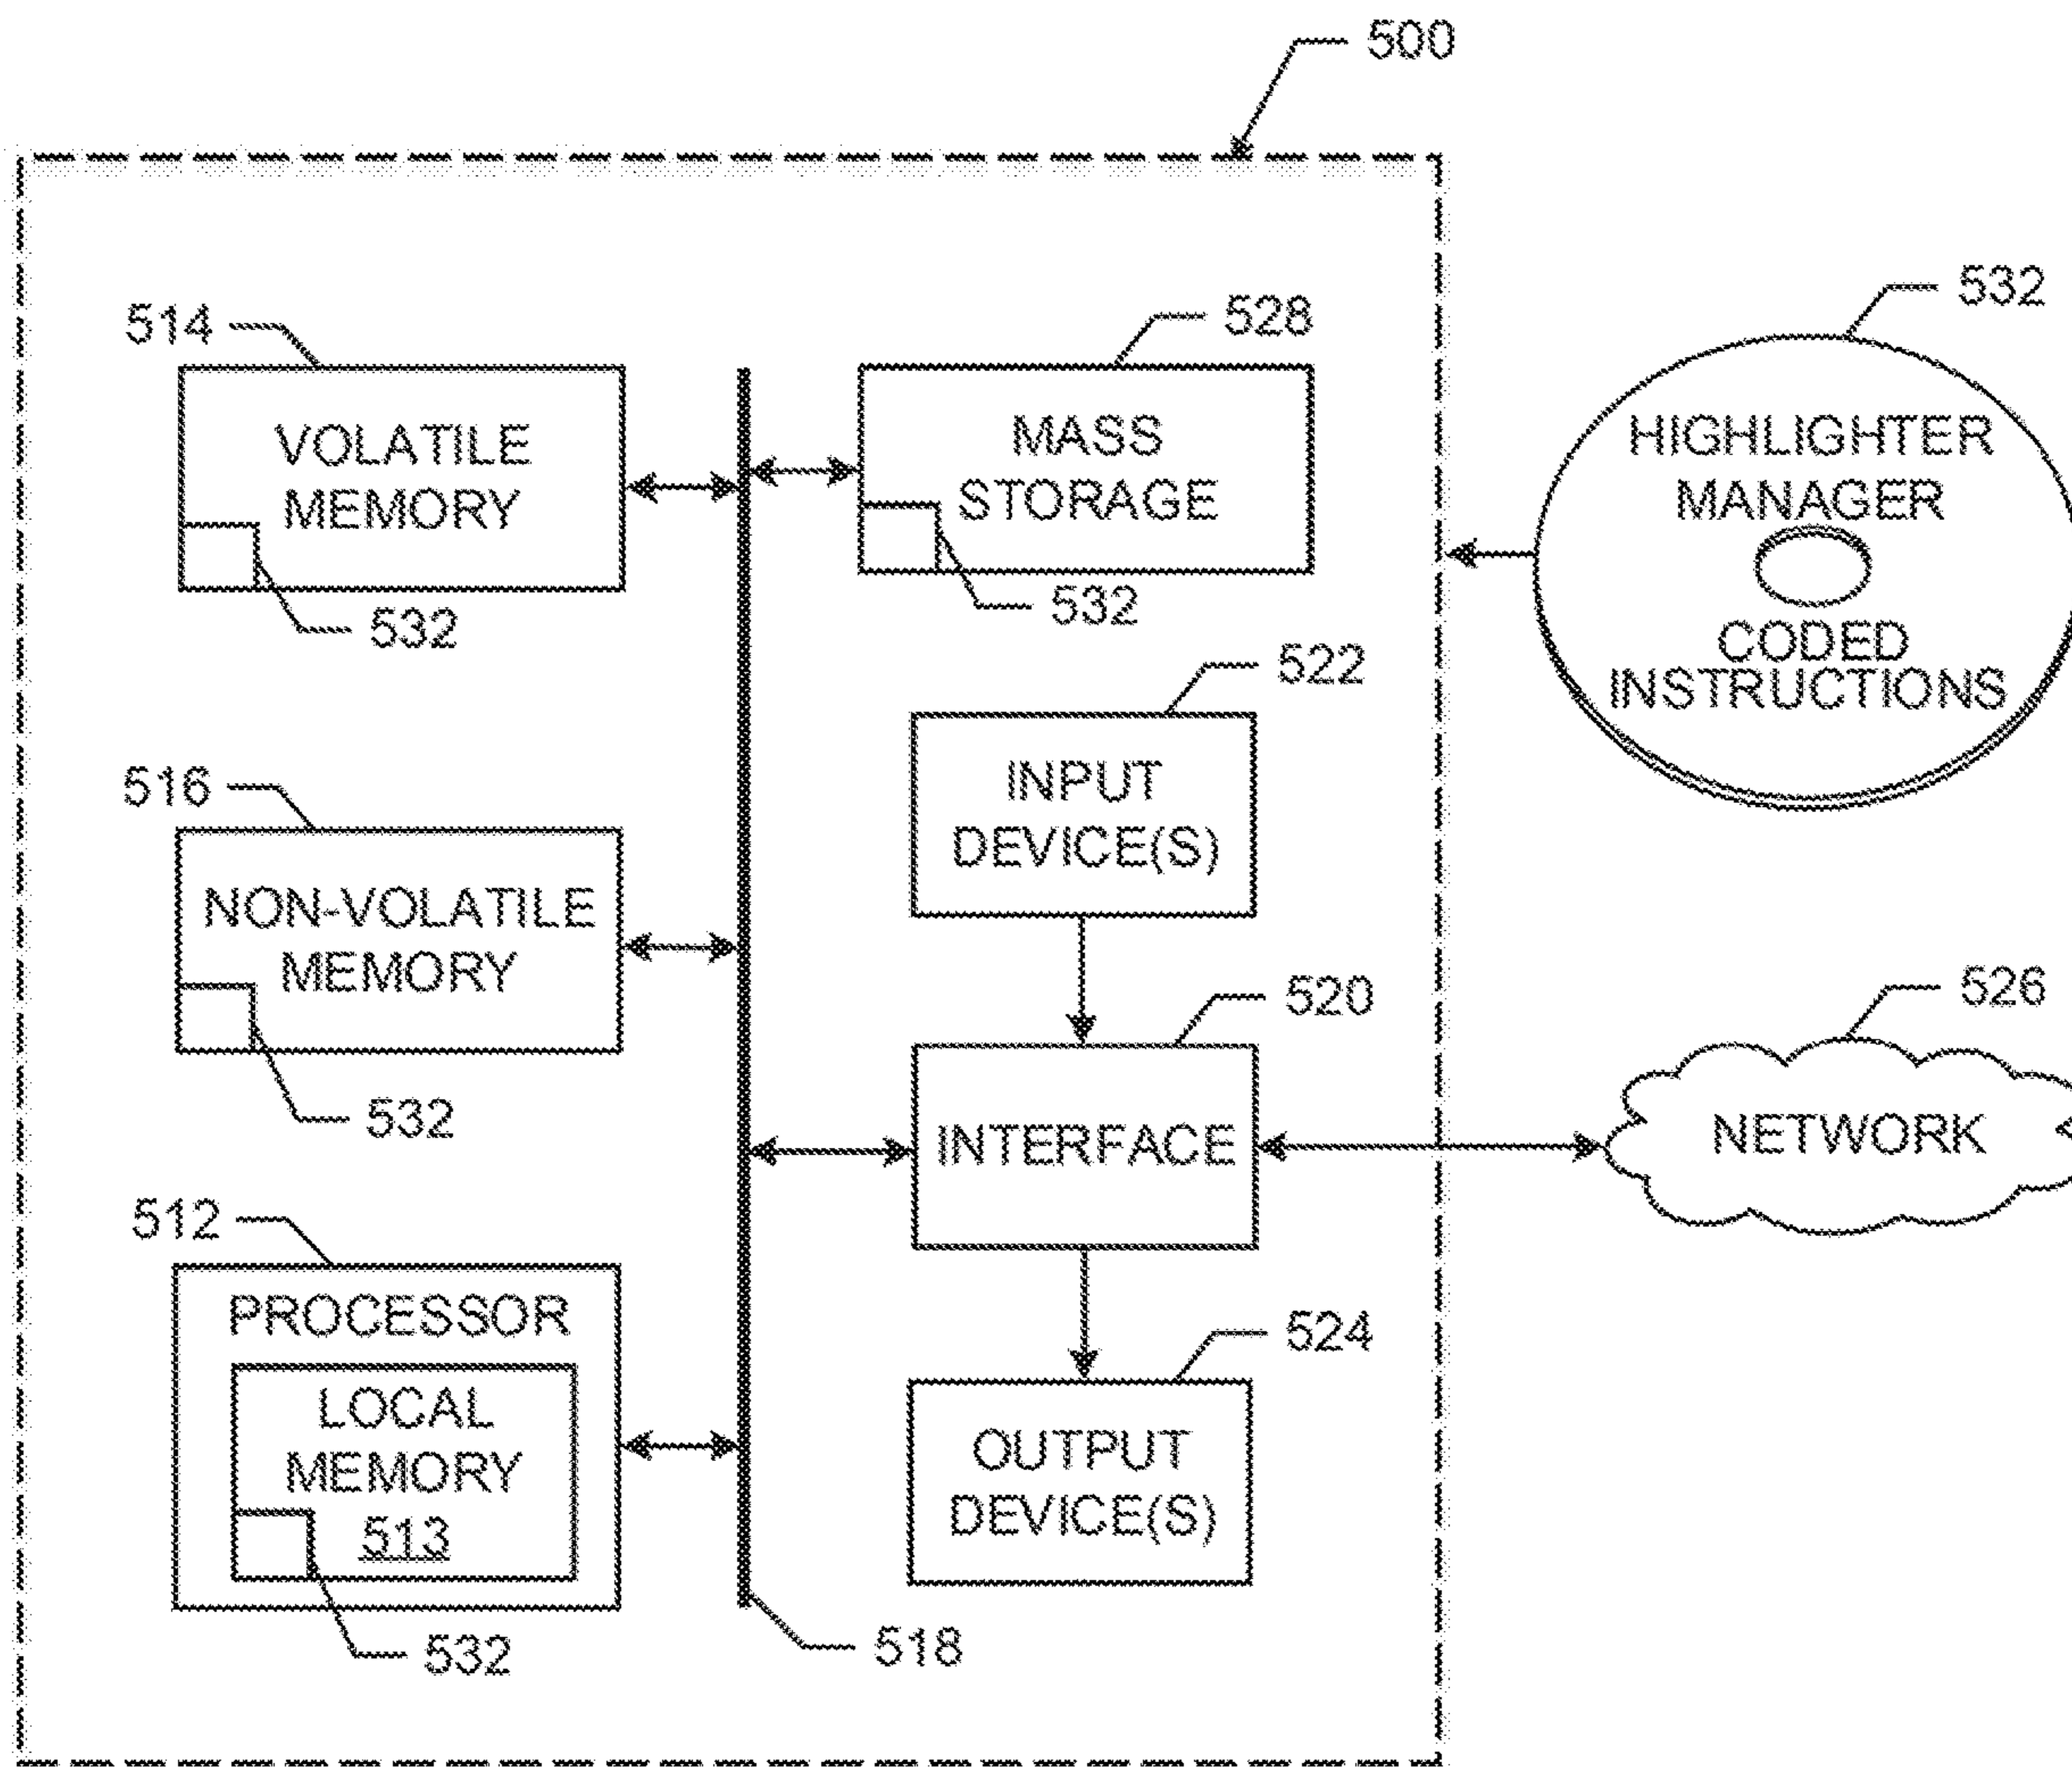 500
514
VOLATILE
MEMORY
532
528
MASS
STORAGE
532
532
HIGHLIGHTER
MANAGER
CODED
INSTRUCTIONS
522
INPUT
DEVICE(S)
516
NON-VOLATILE
MEMORY
532
520
INTERFACE
526
NETWORK
512
PROCESSOR
LOCAL
MEMORY
513
532
524
OUTPUT
DEVICE(S)
518